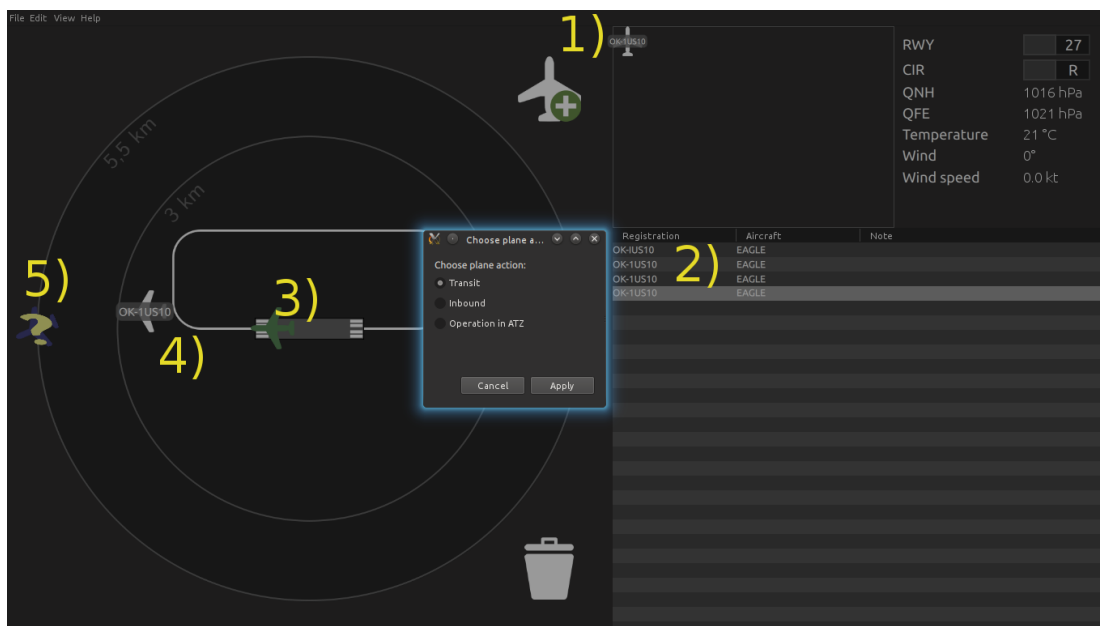 File Edit View Help
1)
OK-1US10
RWY 27
CIR R
QNH 1016 hPa
QFE 1021 hPa
Temperature 21 °C
Wind 0°
Wind speed 0.0 kt
5,5 km
3 km
Choose plane a...
Choose plane action:
Transit
Inbound
Operation in ATZ
Cancel Apply
Registration Aircraft Note
OK-IUS10 EAGLE
OK-1US10 EAGLE
OK-1US10 EAGLE
OK-1US10 EAGLE
2)
5)
3)
OK-1US10
4)